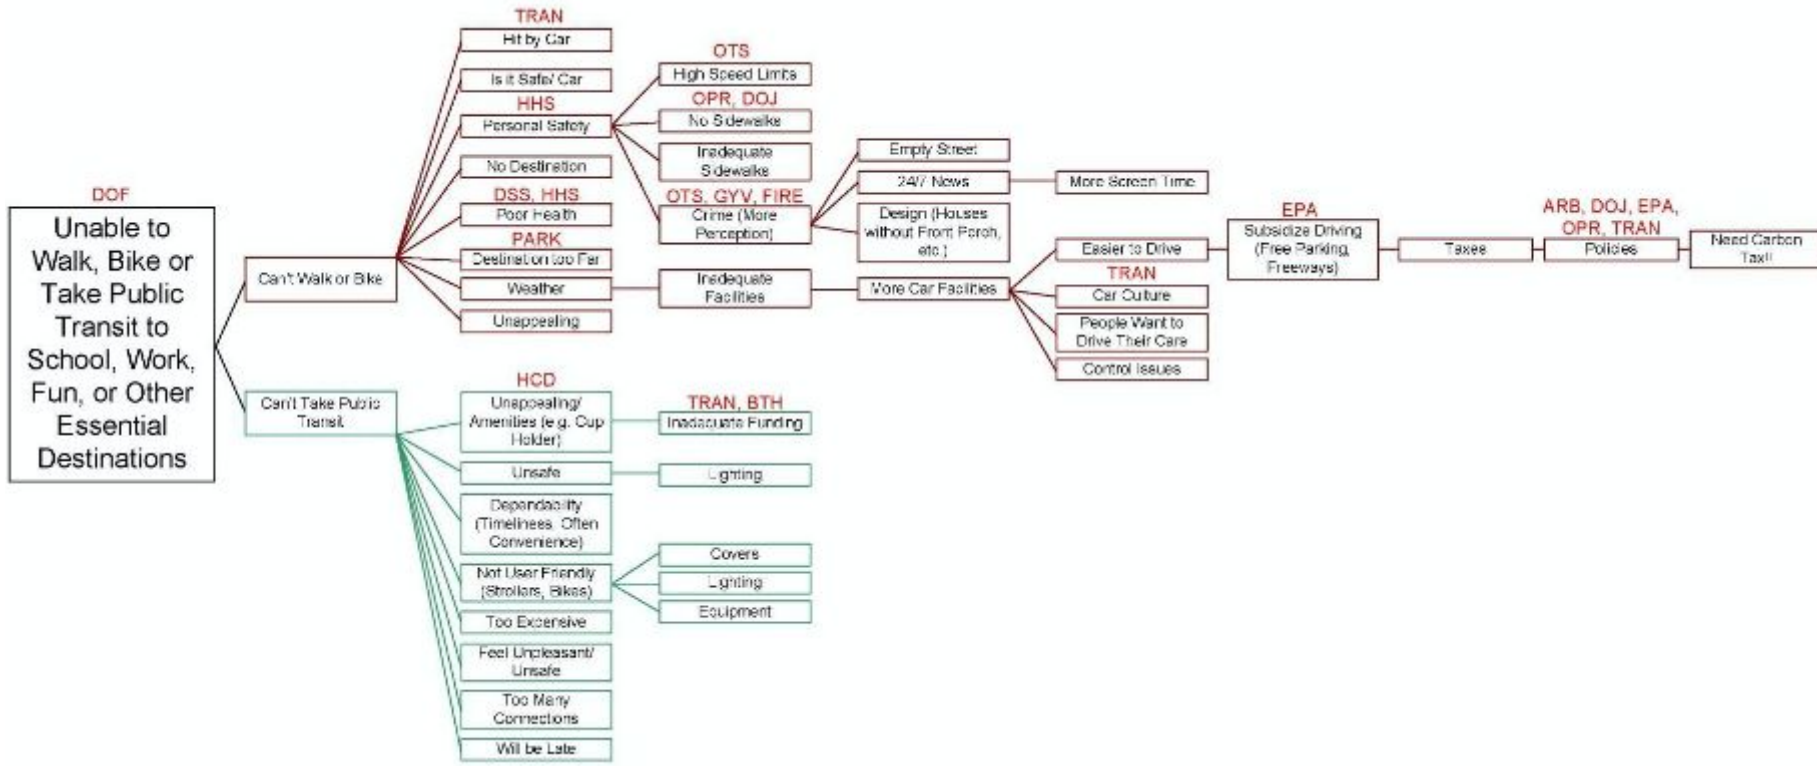 DOF
Unable to
Walk, Bike or
Take Public
Transit to
School, Work,
Fun, or Other
Essential
Destinations
Can't Walk or Bike
TRAN
Hit by Car
Is it Safe/ Car
HHS
Personal Safety
No Destination
DSS, HHS
Poor Health
PARK
Destination too Far
Weather
Unappealing
OTS
High Speed Limits
OPR, DOJ
No Sidewalks
Inadequate
Sidewalks
OTS, GYV, FIRE
Crime (More
Perception)
Inadequate
Facilities
Empty Street
24/7 News
Design (Houses
without Front Porch,
etc.)
More Car Facilities
More Screen Time
Easier to Drive
TRAN
Car Culture
People Want to
Drive Their Care
Control Issues
EPA
Subsidize Driving
(Free Parking,
Freeways)
Taxes
ARB, DOJ, EPA,
OPR, TRAN
Policies
Need Carbon
Tax!!
Can't Take Public
Transit
HCD
Unappealing/
Amenities (e.g. Cup
Holder)
Unsafe
Dependability
(Timeliness, Often
Convenience)
Not User Friendly
(Strollers, Bikes)
Too Expensive
Feel Unpleasant/
Unsafe
Too Many
Connections
Will be Late
TRAN, BTH
Inadequate Funding
Lighting
Covers
Lighting
Equipment